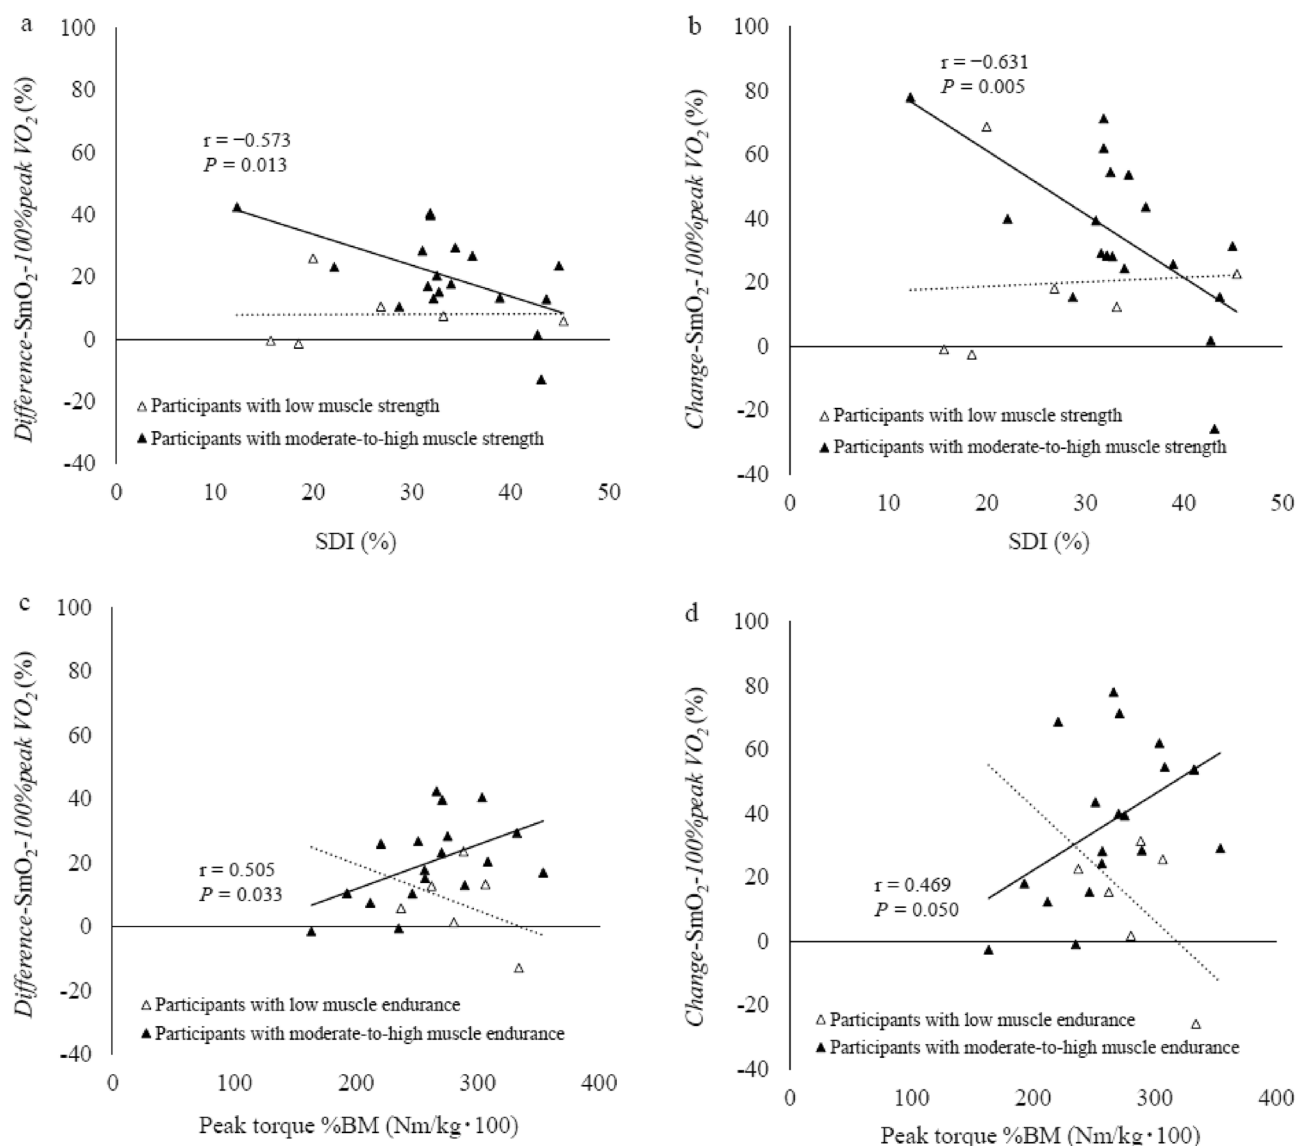 a
100
80
60
40
20
0
-20
-40
Difference-SmO2-100%peak VO2 (%)
r = −0.573
P = 0.013
△ Participants with low muscle strength
▲ Participants with moderate-to-high muscle strength
0 10 20 30 40 50
SDI (%)
b
100
80
60
40
20
0
-20
-40
Change-SmO2-100%peak VO2 (%)
r = −0.631
P = 0.005
△ Participants with low muscle strength
▲ Participants with moderate-to-high muscle strength
0 10 20 30 40 50
SDI (%)
c
100
80
60
40
20
0
-20
-40
Difference-SmO2-100%peak VO2 (%)
r = 0.505
P = 0.033
△ Participants with low muscle endurance
▲ Participants with moderate-to-high muscle endurance
0 100 200 300 400
Peak torque %BM (Nm/kg·100)
d
100
80
60
40
20
0
-20
-40
Change-SmO2-100%peak VO2 (%)
r = 0.469
P = 0.050
△ Participants with low muscle endurance
▲ Participants with moderate-to-high muscle endurance
0 100 200 300 400
Peak torque %BM (Nm/kg·100)